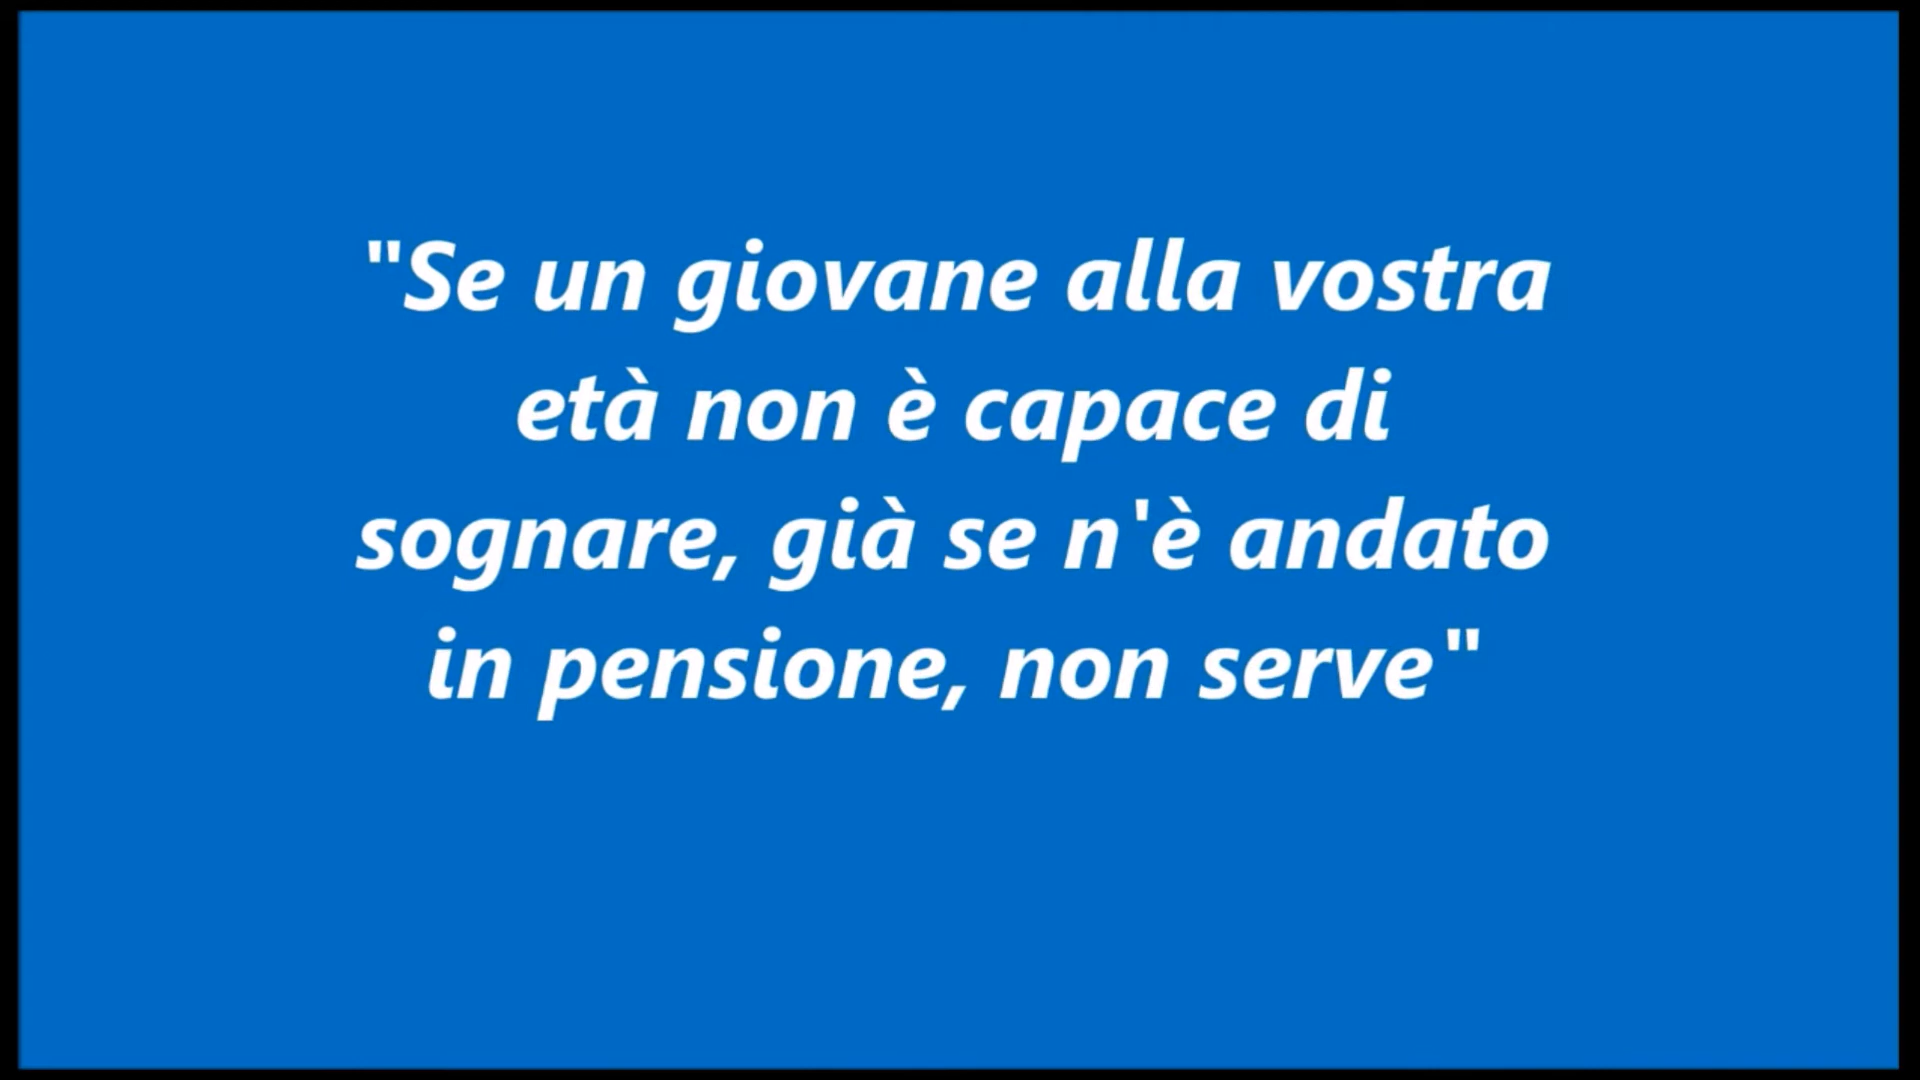 "Se un giovane alla vostra
età non è capace di
sognare, già se n'è andato
in pensione, non serve"